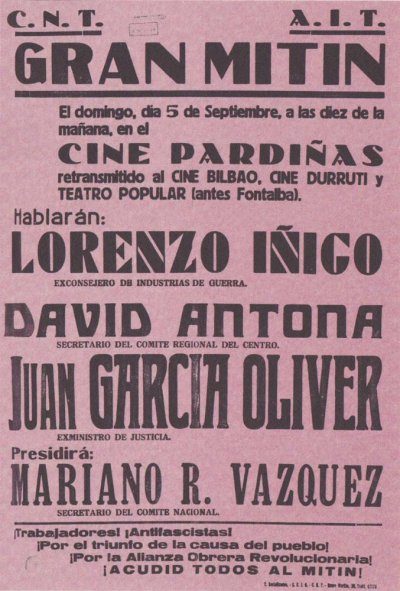 C. N. T. A. I. T.
GRAN MITIN
El domingo, dia 5 de Septiembre, a las diez de la
mañana, en el
CINE PARDIÑAS
retransmitido al CINE BILBAO, CINE DURRUTI y
TEATRO POPULAR (antes Fontalba).
Hablarán:
LORENZO IÑIGO
EXCONSEJERO DE INDUSTRIAS DE GUERRA.
DAVID ANTONA
SECRETARIO DEL COMITE REGIONAL DEL CENTRO.
JUAN GARCIA OLIVER
EXMINISTRO DE JUSTICIA.
Presidirá:
MARIANO R. VAZQUEZ
SECRETARIO DEL COMITE NACIONAL.
¡Trabajadores! ¡Antifascistas!
¡Por el triunfo de la causa del pueblo!
¡Por la Alianza Obrera Revolucionaria!
¡ACUDID TODOS AL MITIN!